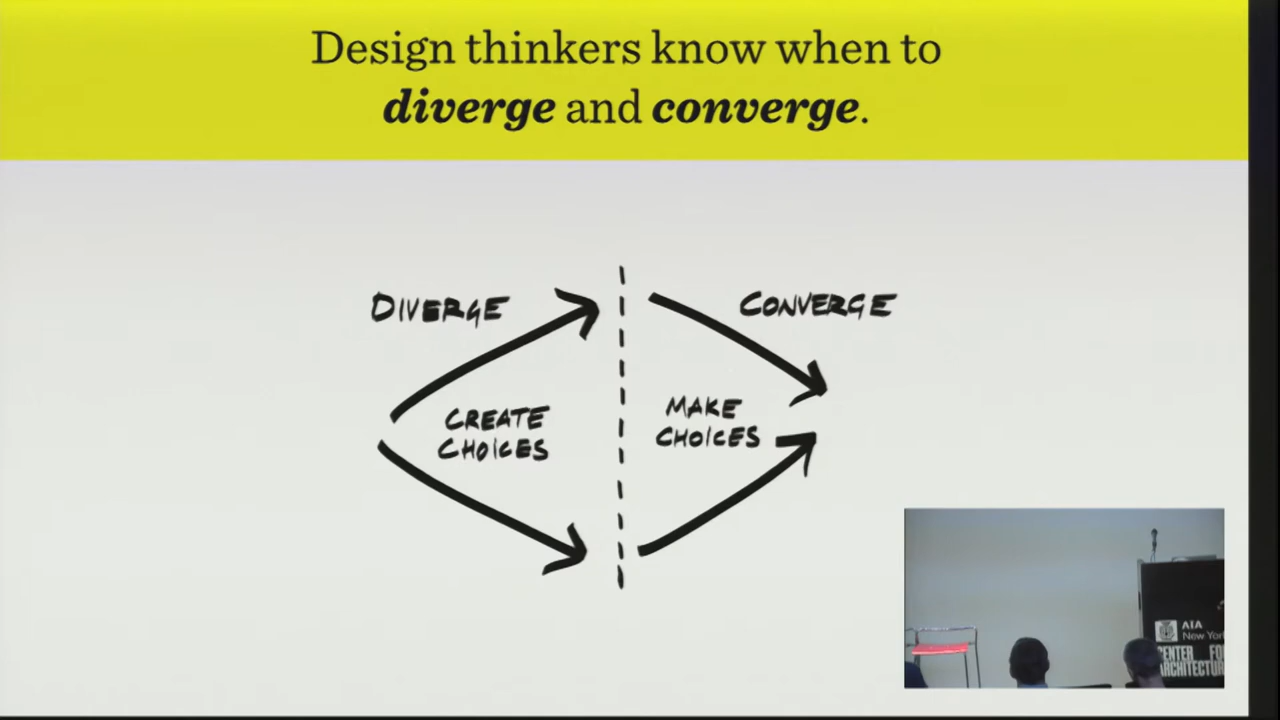 Design thinkers know when to
diverge and converge.
DIVERGE
CONVERGE
CREATE
CHOICES
MAKE
CHOICES
AIA
New York
CENTER FOR
ARCHITECTURE